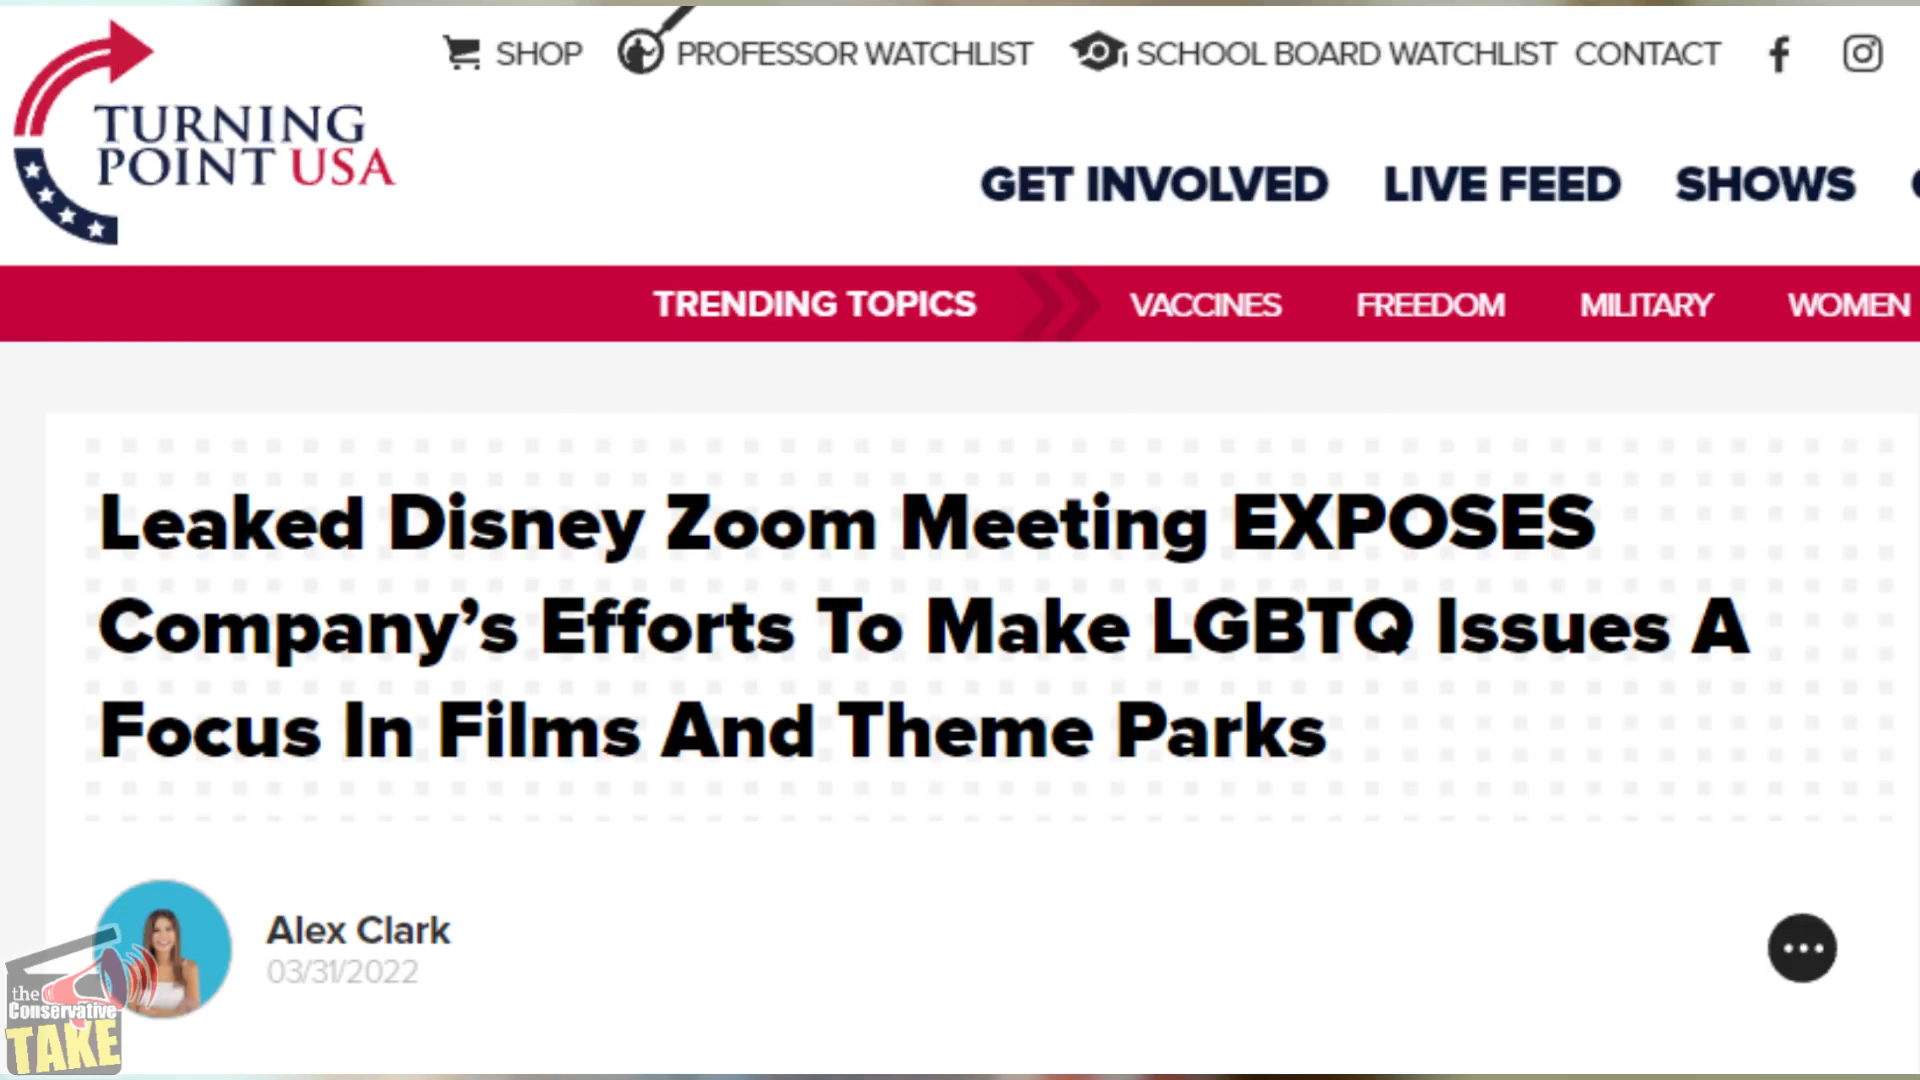 SHOP
PROFESSOR WATCHLIST
SCHOOL BOARD WATCHLIST
CONTACT
TURNING
POINT USA
GET INVOLVED
LIVE FEED
SHOWS
TRENDING TOPICS
VACCINES
FREEDOM
MILITARY
WOMEN
Leaked Disney Zoom Meeting EXPOSES
Company’s Efforts To Make LGBTQ Issues A
Focus In Films And Theme Parks
Alex Clark
03/31/2022
the
Conservative
TAKE